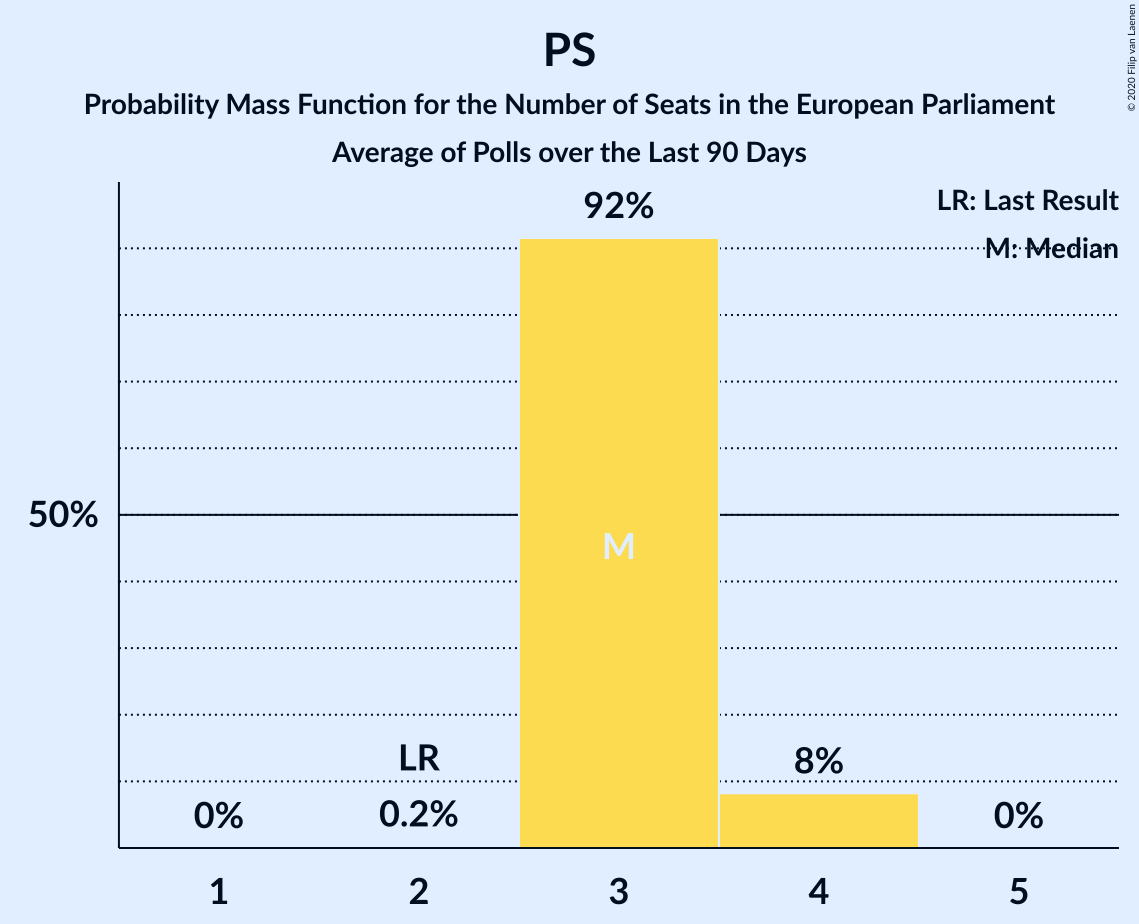 PS
Probability Mass Function for the Number of Seats in the European Parliament
Average of Polls over the Last 90 Days
© 2020 Filip van Laenen
LR: Last Result
M: Median
92%
50%
M
LR
8%
0%
0.2%
0%
1
2
3
4
5